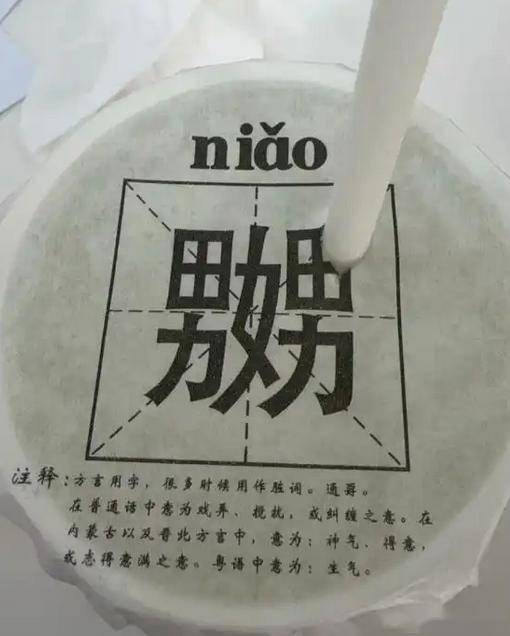 niǎo
嬲
注释:方言用字，很多时候用作脏词。通。
在普通话中意为戏弄、搅扰，或纠缠之意。在
内蒙古以及晋北方言中，意为：神气、得意，
或志得意满之意。粤语中意为：生气。